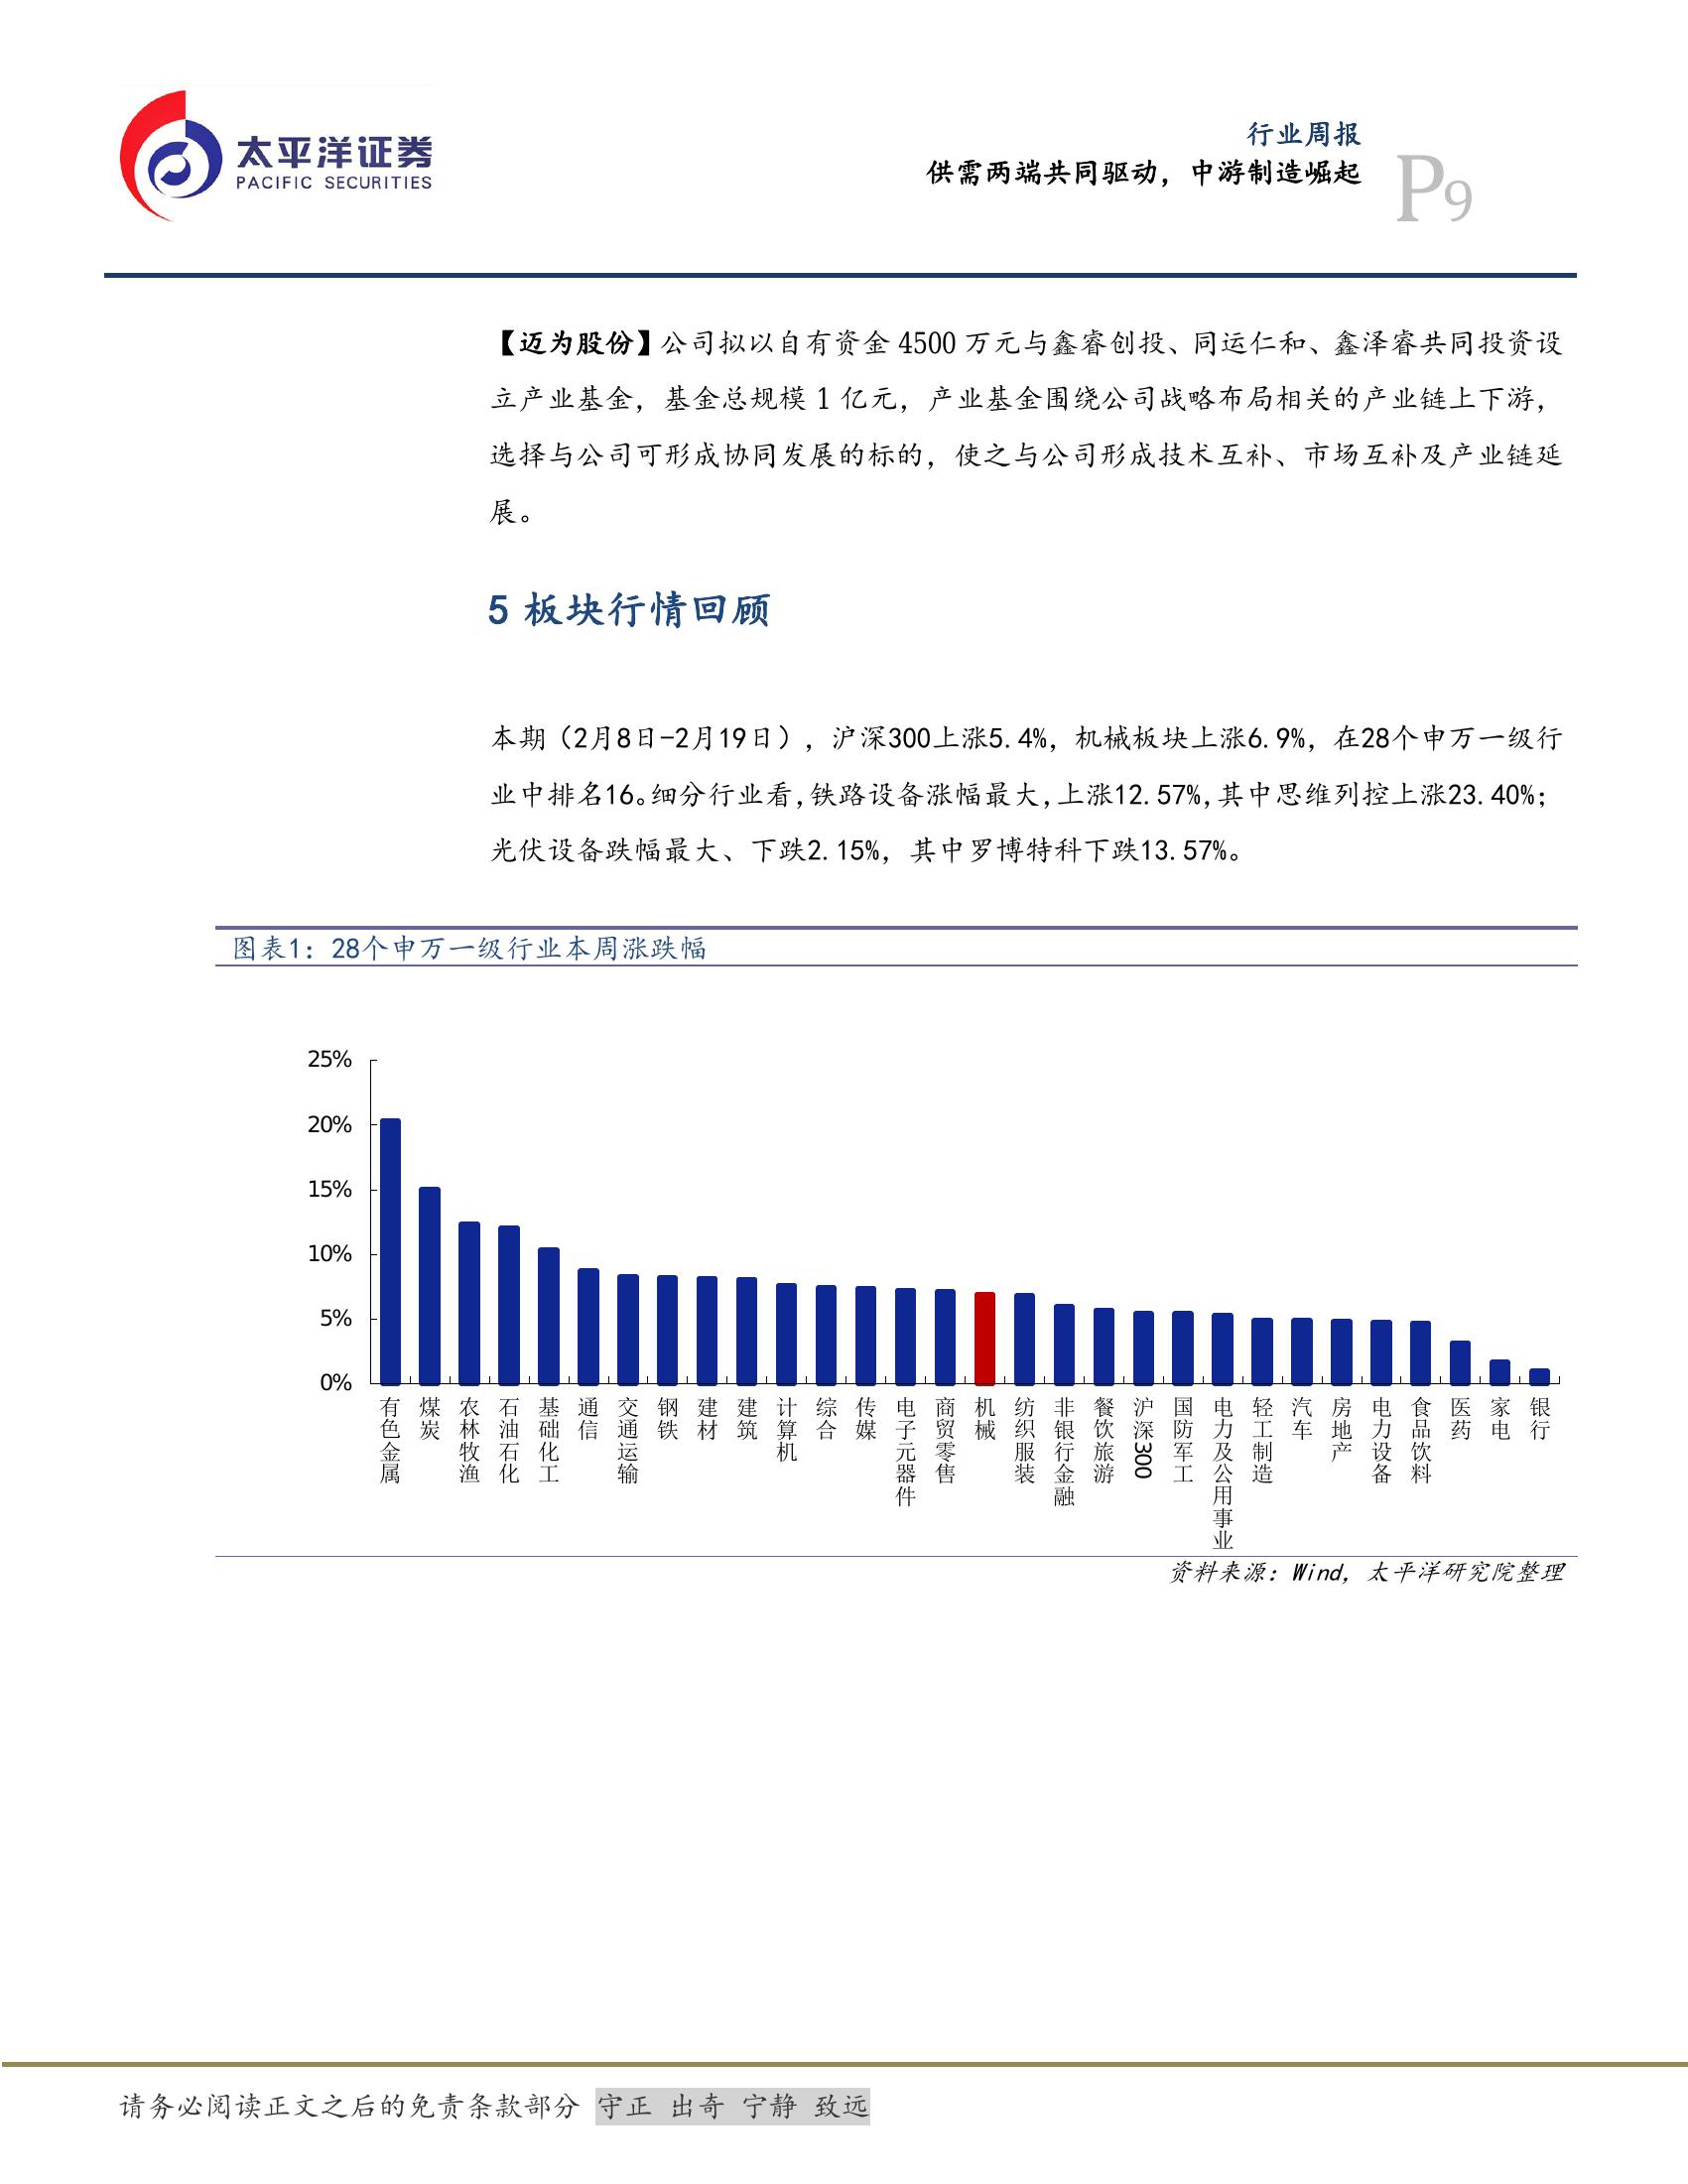 太平洋证券
PACIFIC SECURITIES
行业周报
供需两端共同驱动，中游制造崛起
P9
【迈为股份】公司拟以自有资金 4500 万元与鑫睿创投、同运仁和、鑫泽睿共同投资设
立产业基金，基金总规模 1 亿元，产业基金围绕公司战略布局相关的产业链上下游，
选择与公司可形成协同发展的标的，使之与公司形成技术互补、市场互补及产业链延
展。
5 板块行情回顾
本期（2月8日-2月19日），沪深300上涨5.4%，机械板块上涨6.9%，在28个申万一级行
业中排名16。细分行业看，铁路设备涨幅最大，上涨12.57%，其中思维列控上涨23.40%；
光伏设备跌幅最大、下跌2.15%，其中罗博特科下跌13.57%。
图表1：28个申万一级行业本周涨跌幅
25%
20%
15%
10%
5%
0%
有色金属
煤炭
农林牧渔
石油石化
基础化工
通信
交通运输
钢铁
建材
建筑
计算机
综合
传媒
电子元器件
商贸零售
机械
纺织服装
非银行金融
餐饮旅游
沪深300
国防军工
电力及公用事业
轻工制造
汽车
房地产
电力设备
食品饮料
医药
家电
银行
资料来源：Wind，太平洋研究院整理
请务必阅读正文之后的免责条款部分 守正 出奇 宁静 致远